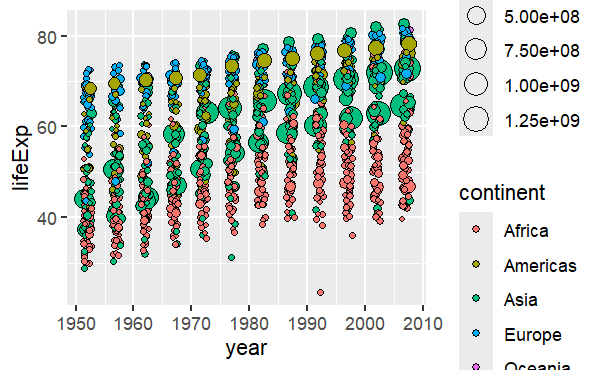 80
60
40
lifeExp
1950
1960
1970
1980
1990
2000
2010
year
5.00e+08
7.50e+08
1.00e+09
1.25e+09
continent
Africa
Americas
Asia
Europe
Oceania